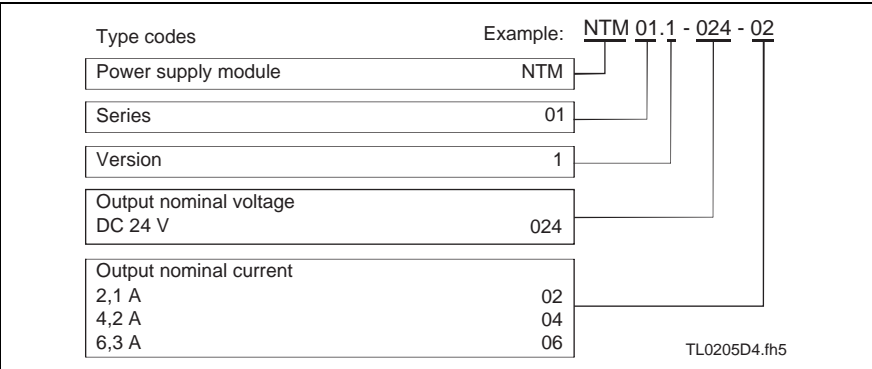 Type codes Example: NTM 01.1 - 024 - 02
Power supply module NTM
Series 01
Version 1
Output nominal voltage
DC 24 V 024
Output nominal current
2,1 A 02
4,2 A 04
6,3 A 06
TL0205D4.fh5